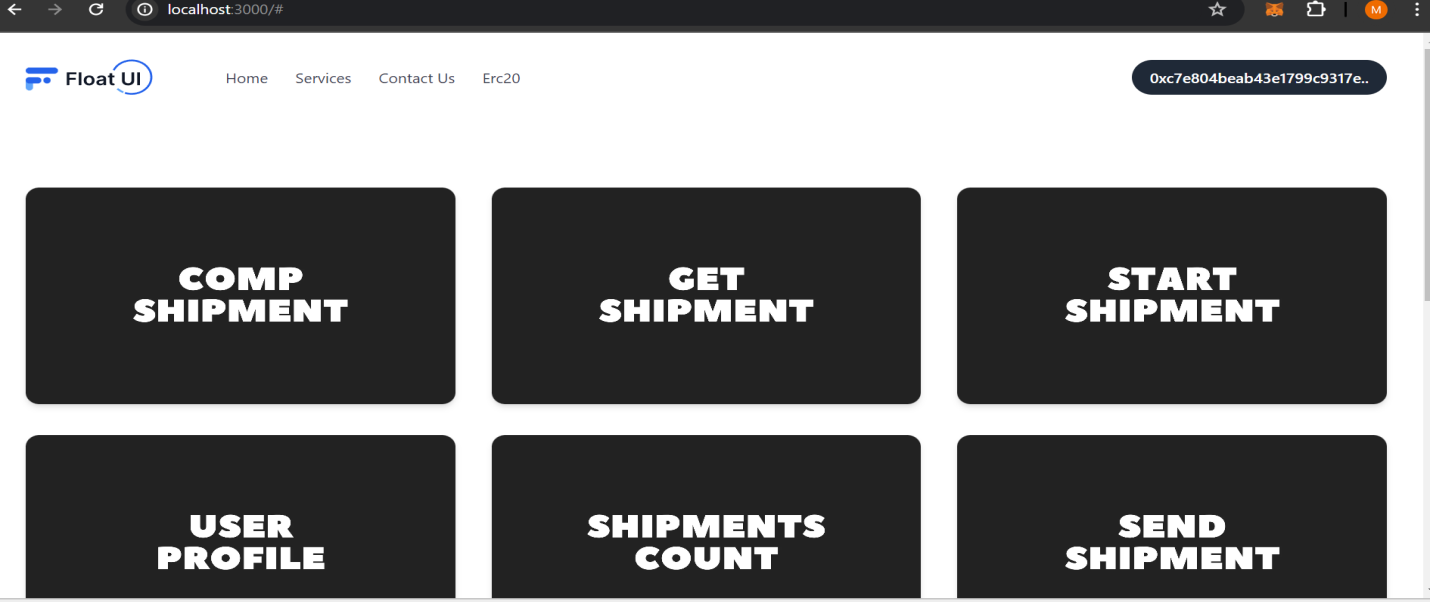 localhost:3000/#
M
Float UI
Home Services Contact Us Erc20
0xc7e804beab43e1799c9317e..
COMP
SHIPMENT
GET
SHIPMENT
START
SHIPMENT
USER
PROFILE
SHIPMENTS
COUNT
SEND
SHIPMENT